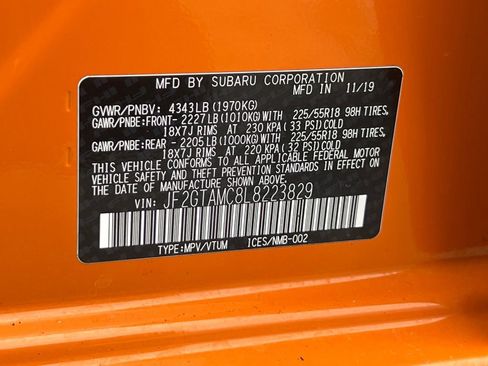 MFD BY SUBARU CORPORATION
MFD IN 11/19
GVWR/PNBV: 4343LB(1970KG)
GAWR/PNBE:FRONT-2227LB(1010KG)WITH 225/55R18 98H TIRES,
18X7J RIMS AT 230 KPA(33 PSI)COLD
GAWR/PNBE:REAR -2205LB(1000KG)WITH 225/55R18 98H TIRES,
18X7J RIMS AT 220 KPA(32 PSI)COLD
THIS VEHICLE CONFORMS TO ALL APPLICABLE FEDERAL MOTOR
VEHICLE SAFETY AND THEFT PREVENTION STANDARDS IN
EFFECT ON THE DATE OF MANUFACTURE SHOWN ABOVE.
VIN: JF2GTAMC8L8223829
TYPE:MPV/VTUM ICES/NMB-002